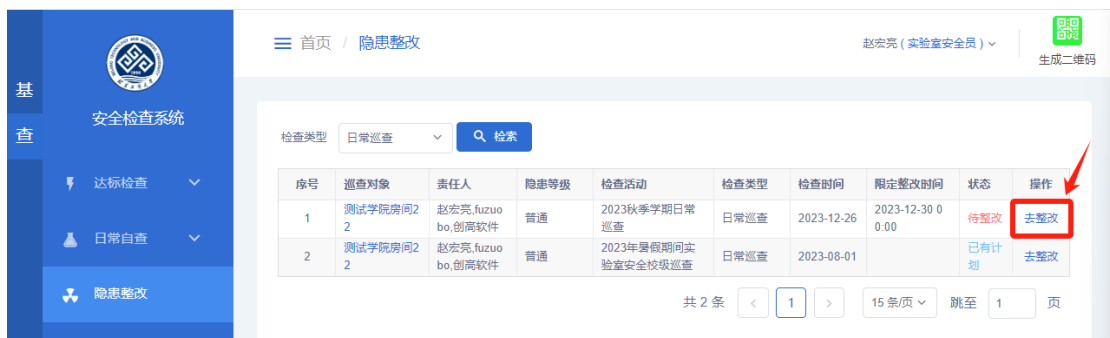 首页 / 隐患整改
赵宏亮 ( 实验室安全员 )
生成二维码
基
查
安全检查系统
达标检查
日常自查
隐患整改
检查类型 日常巡查 检索
序号 巡查对象 责任人 隐患等级 检查活动 检查类型 检查时间 限定整改时间 状态 操作
1 测试学院房间2 赵宏亮,fuzuo 普通 2023秋季学期日常 日常巡查 2023-12-26 2023-12-30 0 待整改 去整改
2 bo,创高软件 巡查 0:00
2 测试学院房间2 赵宏亮,fuzuo 普通 2023年暑假期间实 日常巡查 2023-08-01 已有计 去整改
2 bo,创高软件 验室安全校级巡查 划
共 2 条 < 1 > 15 条/页 跳至 1 页